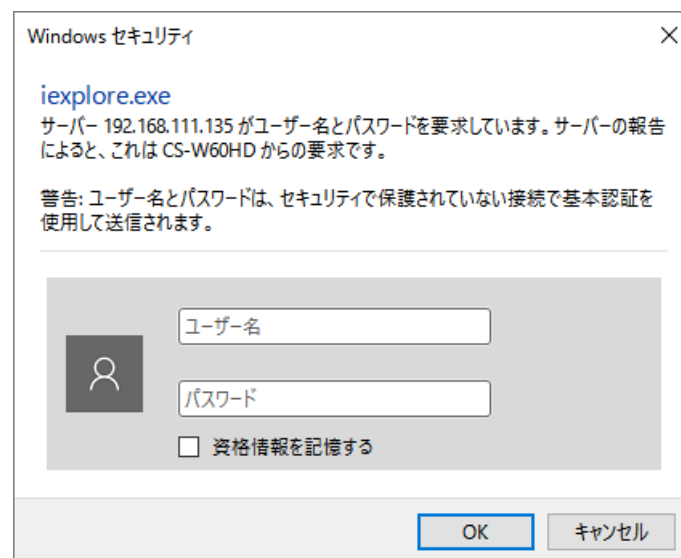 Windows セキュリティ
iexplore.exe
サーバー 192.168.111.135 がユーザー名とパスワードを要求しています。サーバーの報告
によると、これは CS-W60HD からの要求です。
警告: ユーザー名とパスワードは、セキュリティで保護されていない接続で基本認証を
使用して送信されます。
ユーザー名
パスワード
資格情報を記憶する
OK キャンセル